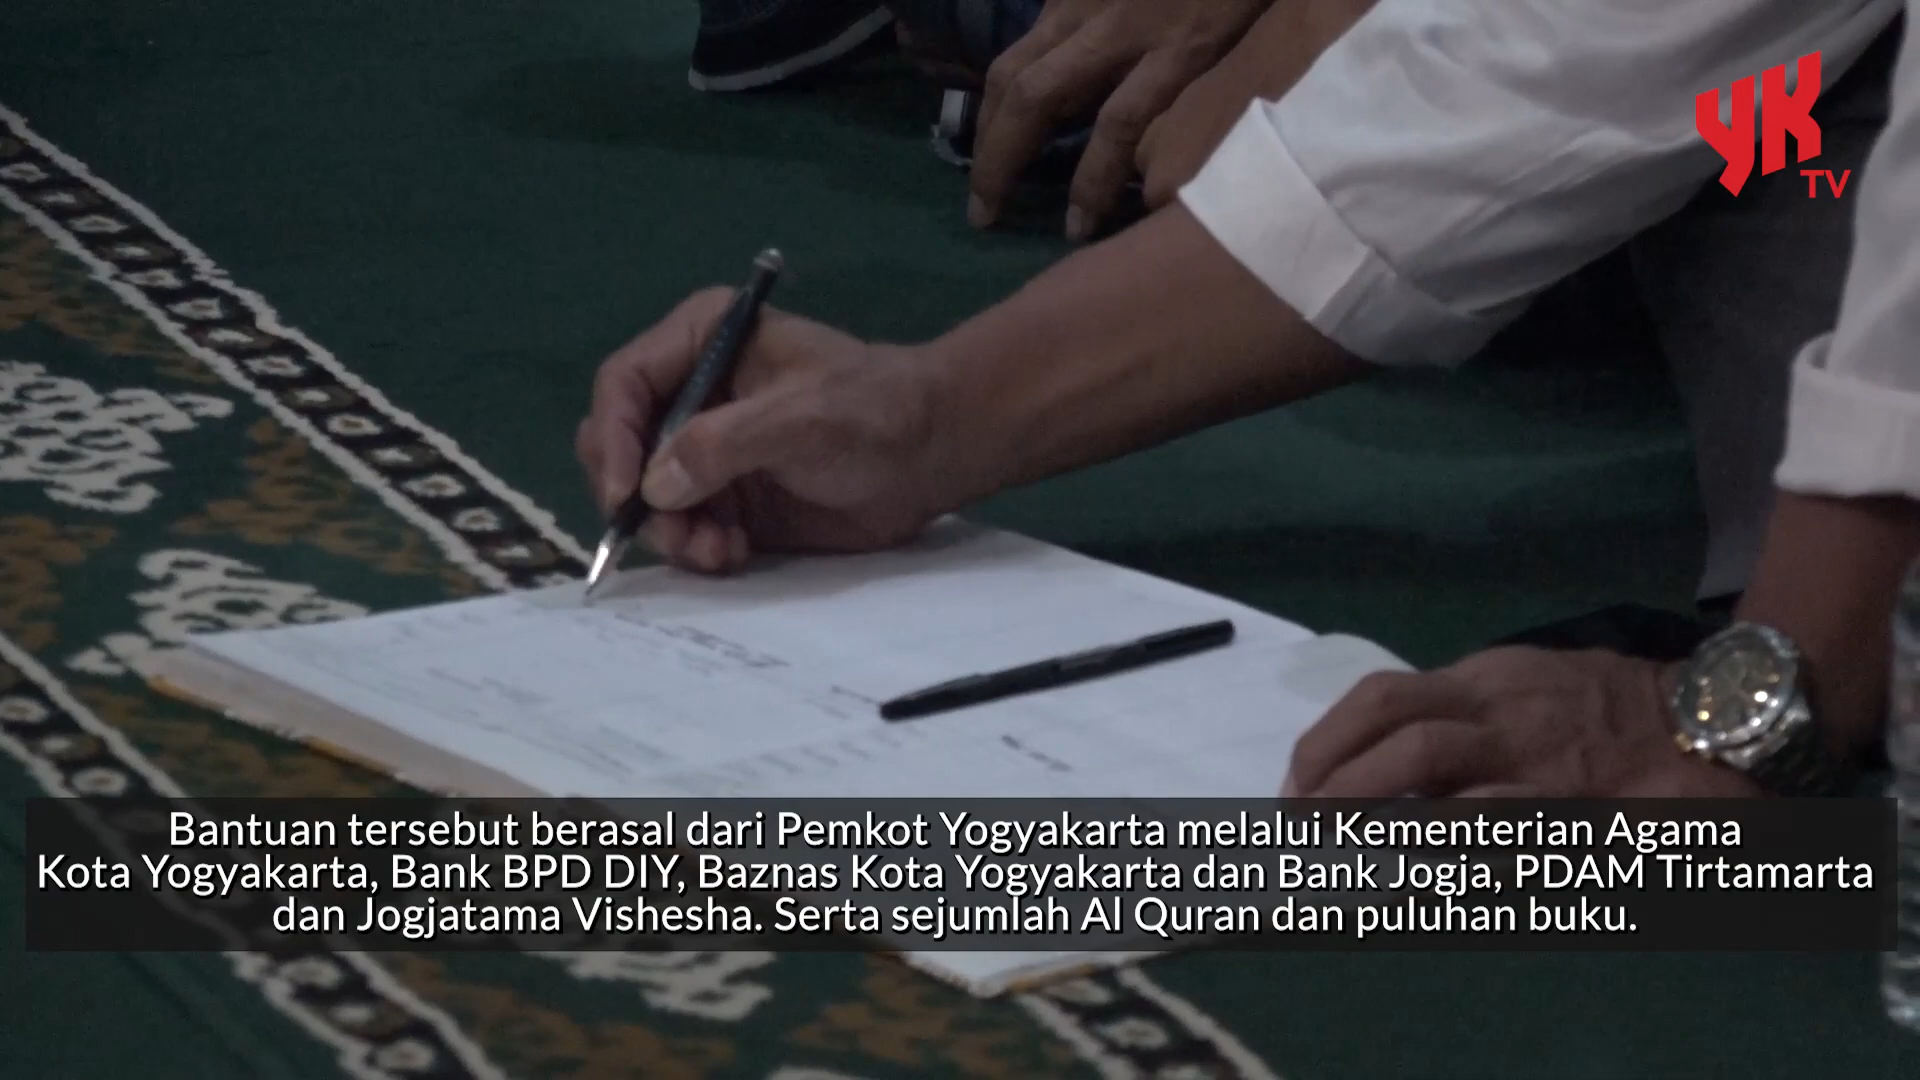 YK
TV
Bantuan tersebut berasal dari Pemkot Yogyakarta melalui Kementerian Agama
Kota Yogyakarta, Bank BPD DIY, Baznas Kota Yogyakarta dan Bank Jogja, PDAM Tirtamarta
dan Jogjatama Vishesha. Serta sejumlah Al Quran dan puluhan buku.